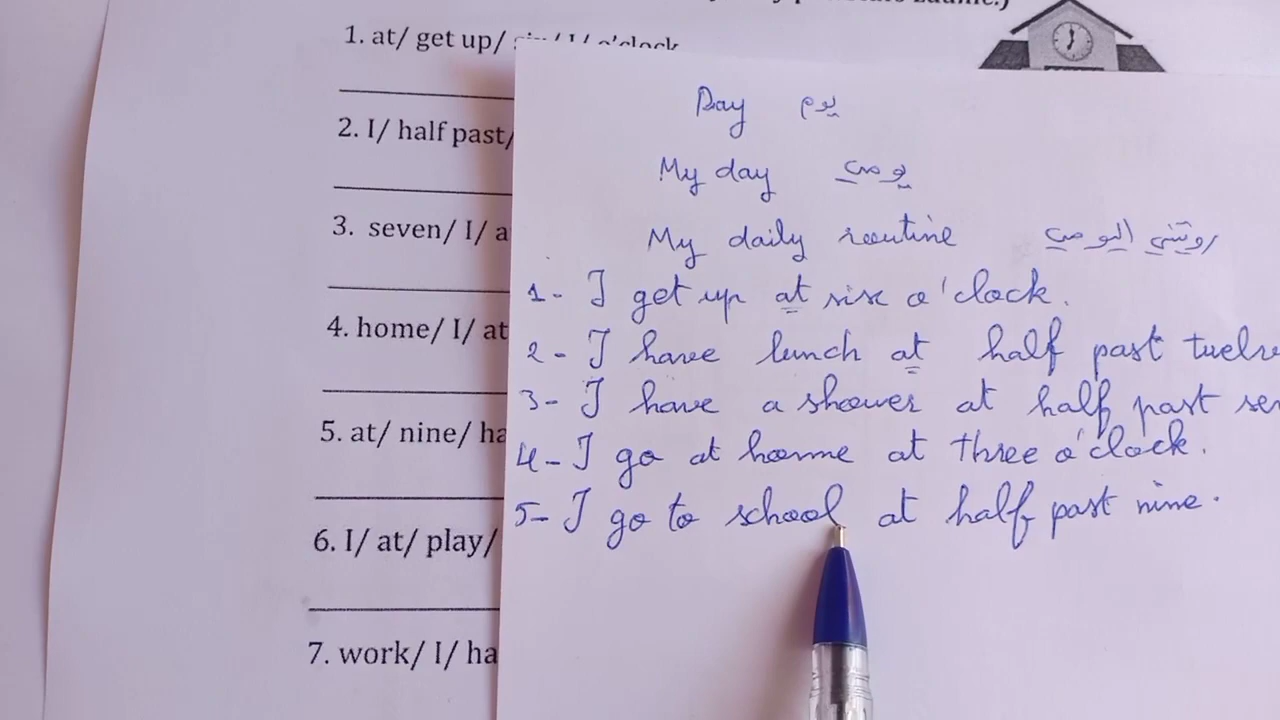 1. at/ get up/ six/ I/ o'clock
2. I/ half past/
3. seven/ I/ a
4. home/ I/ at
5. at/ nine/ ha
6. I/ at/ play/
7. work/ I/ ha
Day يوم
My day يومي
My daily routine روتيني اليومي
1- I get up at six o'clock.
2- I have lunch at half past twelve
3- I have a shower at half past sev
4- I go at home at three o'clock.
5- I go to school at half past nine.